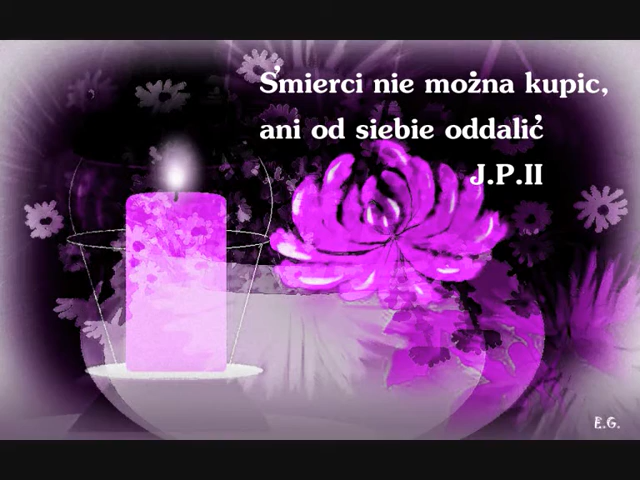 Śmierci nie można kupic,
ani od siebie oddalić
J.P.II
E.G.